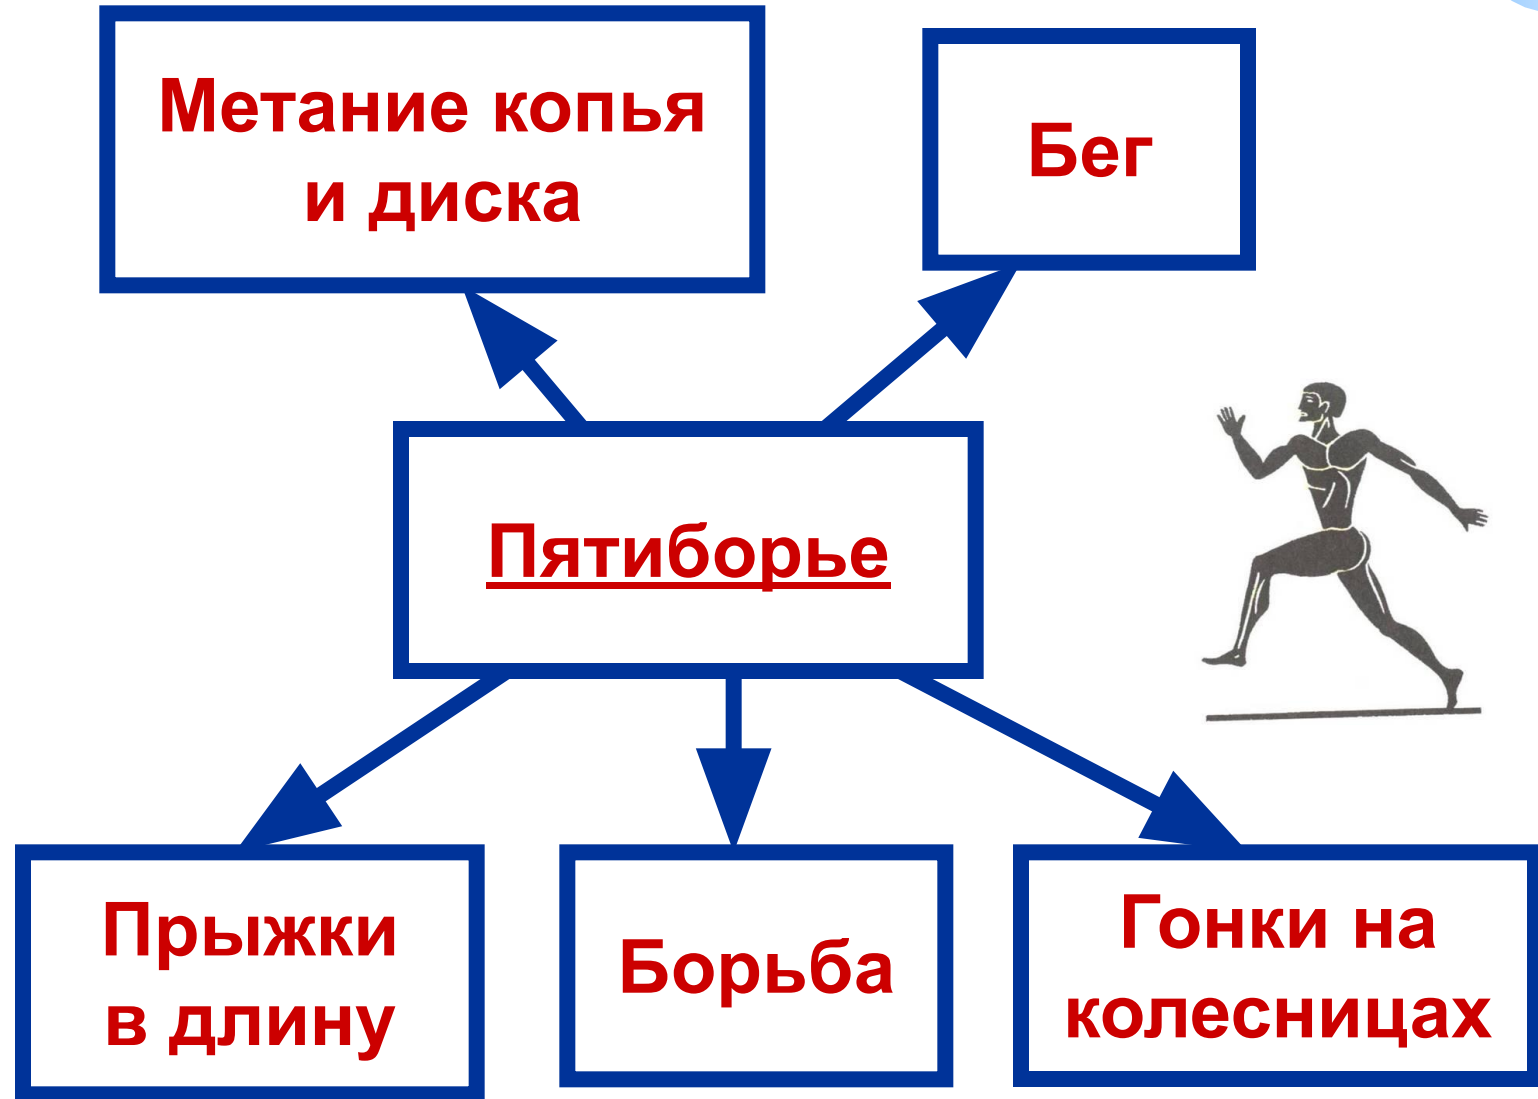 Метание копья
и диска
Бег
Пятиборье
Прыжки
в длину
Борьба
Гонки на
колесницах